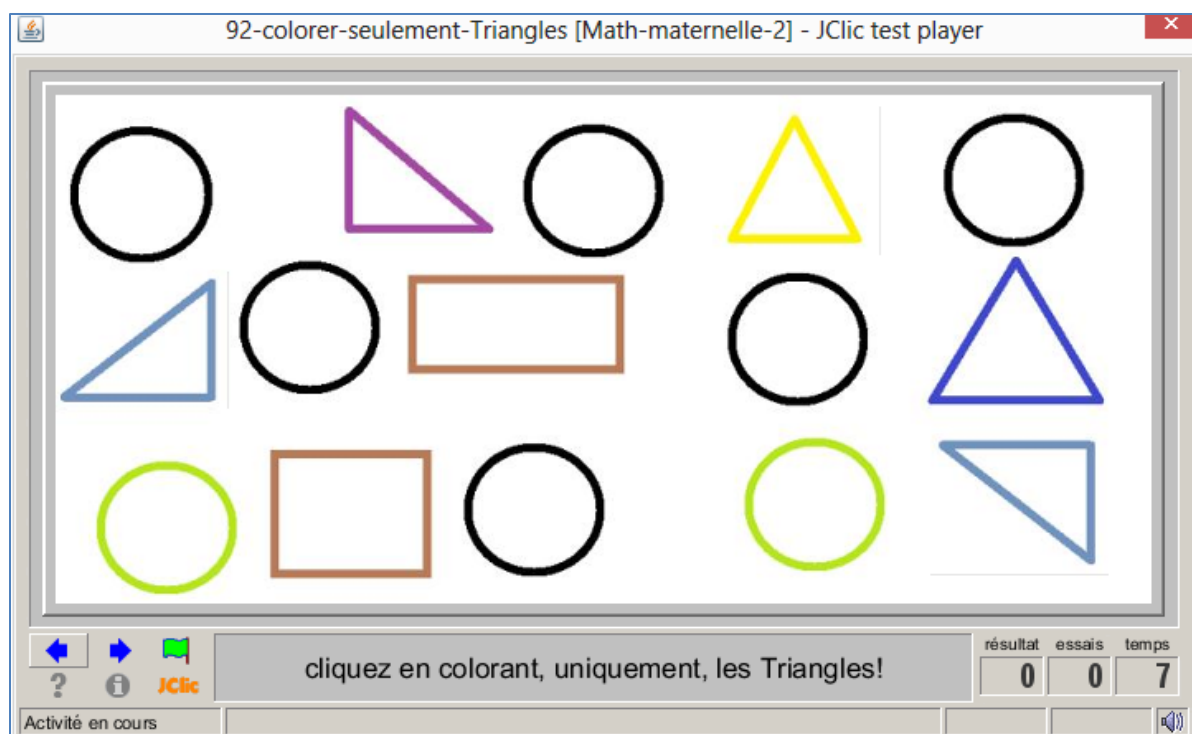 92-colorer-seulement-Triangles [Math-maternelle-2] - JClic test player
cliquez en colorant, uniquement, les Triangles!
résultat essais temps
0 0 7
JClic
Activité en cours